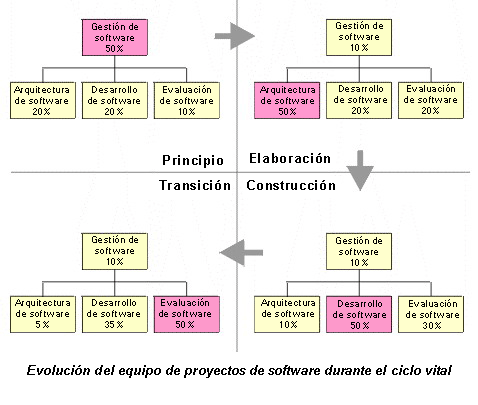 Gestión de
software
50%
Arquitectura
de software
20%
Desarrollo
de software
20%
Evaluación
de software
10%
Principio
Gestión de
software
10%
Arquitectura
de software
50%
Desarrollo
de software
20%
Evaluación
de software
20%
Elaboración
Transición
Gestión de
software
10%
Arquitectura
de software
5%
Desarrollo
de software
35%
Evaluación
de software
50%
Construcción
Gestión de
software
10%
Arquitectura
de software
10%
Desarrollo
de software
50%
Evaluación
de software
30%
Evolución del equipo de proyectos de software durante el ciclo vital